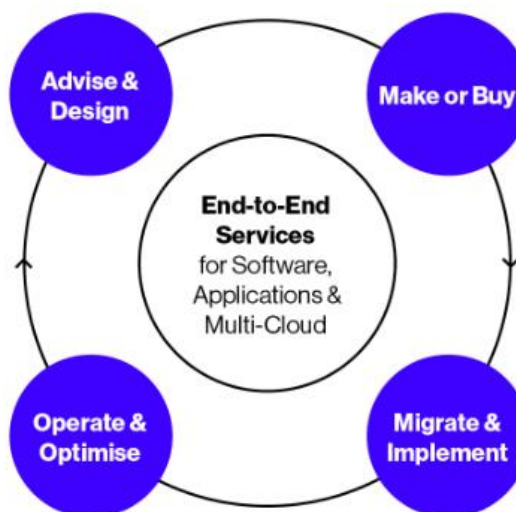 Advise &
Design
Make or Buy
End-to-End
Services
for Software,
Applications &
Multi-Cloud
Operate &
Optimise
Migrate &
Implement